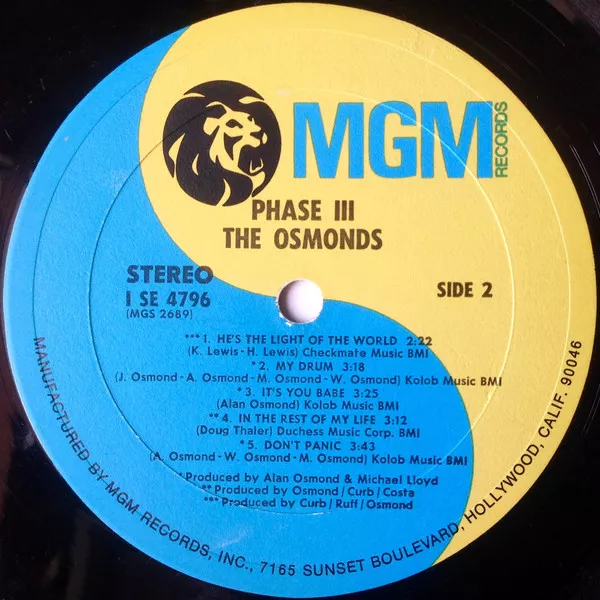 MGM
RECORDS
PHASE III
THE OSMONDS
STEREO
I SE 4796
(MGS 2689)
SIDE 2
*** 1. HE'S THE LIGHT OF THE WORLD 2:22
(K. Lewis - H. Lewis) Checkmate Music BMI
* 2. MY DRUM 3:18
(J. Osmond - A. Osmond - M. Osmond - W. Osmond) Kolob Music BMI
* 3. IT'S YOU BABE 3:25
(Alan Osmond) Kolob Music BMI
** 4. IN THE REST OF MY LIFE 3:12
(Doug Thaler) Duchess Music Corp. BMI
* 5. DON'T PANIC 3:43
(A. Osmond - W. Osmond - M. Osmond) Kolob Music BMI
* Produced by Alan Osmond & Michael Lloyd
** Produced by Osmond/Curb/Costa
*** Produced by Curb/Ruff/Osmond
MANUFACTURED BY MGM RECORDS, INC., 7165 SUNSET BOULEVARD, HOLLYWOOD, CALIF. 90046